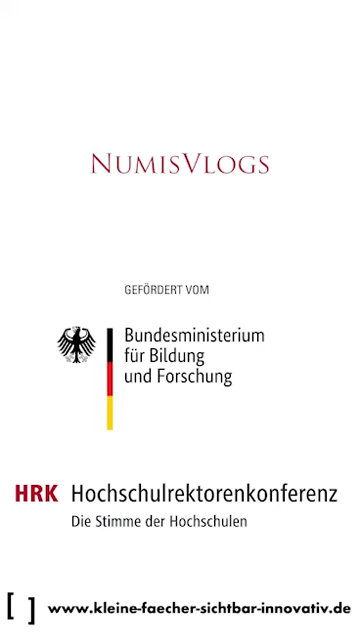 NUMISVLOGS
GEFÖRDERT VOM
Bundesministerium
für Bildung
und Forschung
HRK Hochschulrektorenkonferenz
Die Stimme der Hochschulen
[ ] www.kleine-faecher-sichtbar-innovativ.de